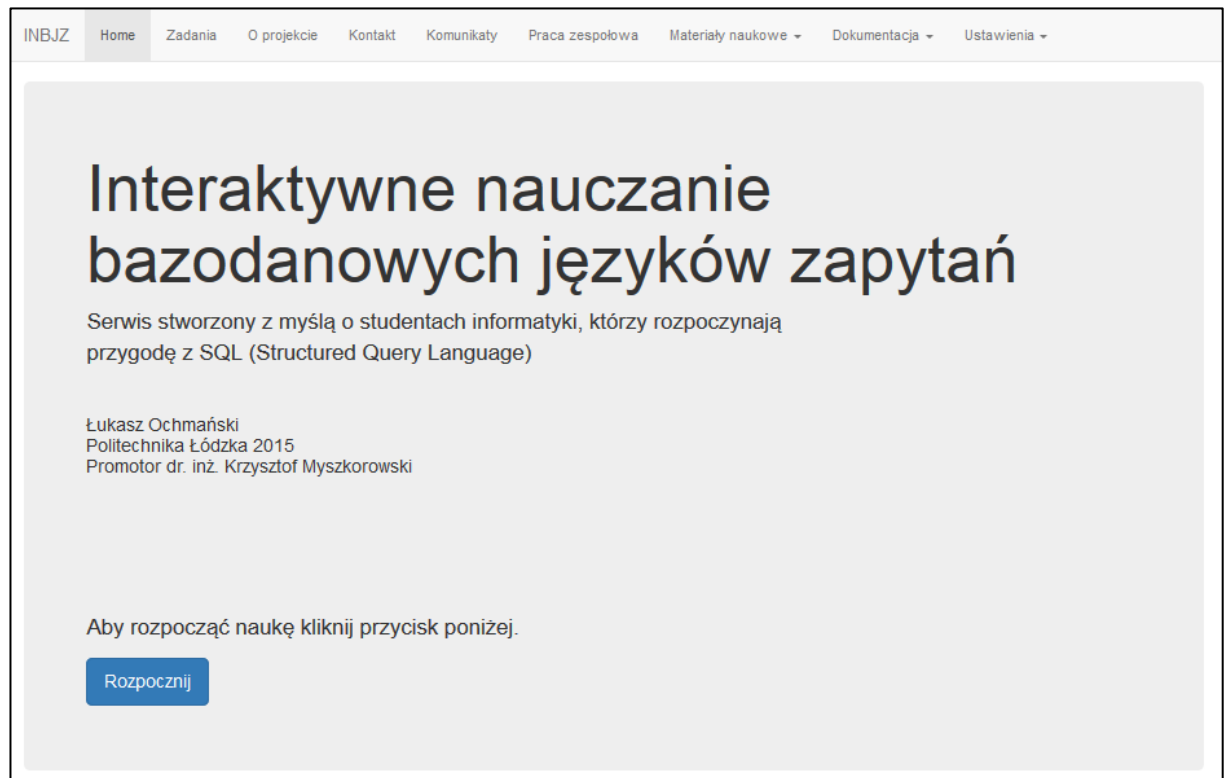 INBJZ Home Zadania O projekcie Kontakt Komunikaty Praca zespołowa Materiały naukowe Dokumentacja Ustawienia
Interaktywne nauczanie
bazodanowych języków zapytań
Serwis stworzony z myślą o studentach informatyki, którzy rozpoczynają
przygodę z SQL (Structured Query Language)
Łukasz Ochmański
Politechnika Łódzka 2015
Promotor dr. inż. Krzysztof Myszkorowski
Aby rozpocząć naukę kliknij przycisk poniżej.
Rozpocznij